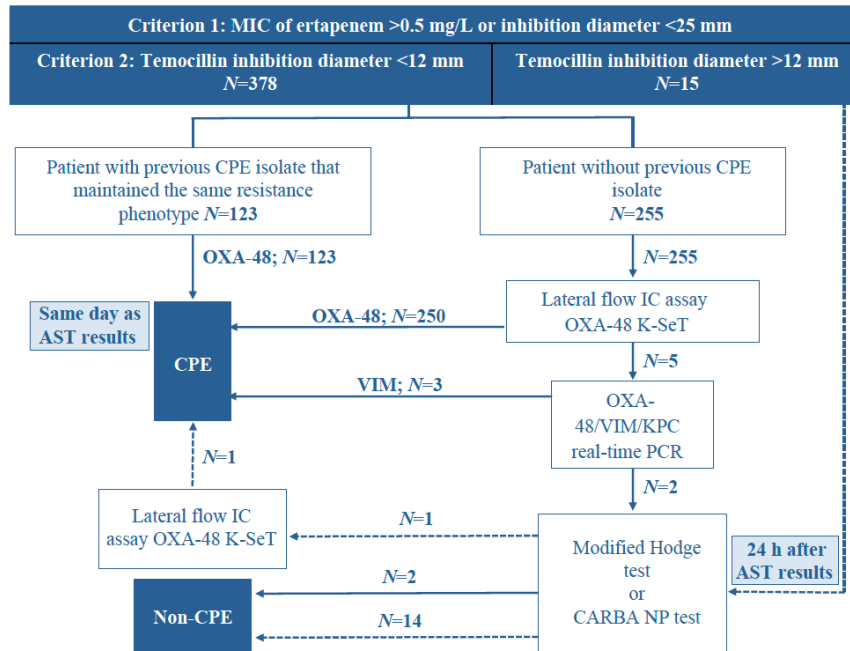 Criterion 1: MIC of ertapenem >0.5 mg/L or inhibition diameter <25 mm
Criterion 2: Temocillin inhibition diameter <12 mm
N=378
Temocillin inhibition diameter >12 mm
N=15
Patient with previous CPE isolate that
maintained the same resistance
phenotype N=123
Patient without previous CPE
isolate
N=255
OXA-48; N=123
N=255
Same day as
AST results
CPE
OXA-48; N=250
Lateral flow IC assay
OXA-48 K-SeT
N=5
VIM; N=3
OXA-
48/VIM/KPC
real-time PCR
N=1
N=2
Lateral flow IC
assay OXA-48 K-SeT
N=1
Modified Hodge
test
or
CARBA NP test
24 h after
AST results
N=2
Non-CPE
N=14